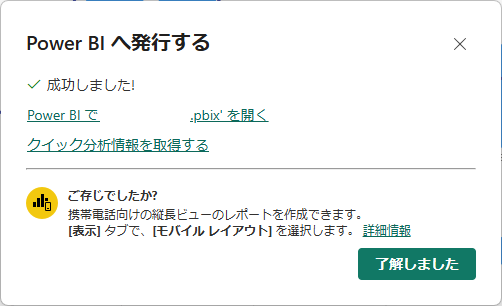 Power BI へ発行する
成功しました!
Power BI で .pbix' を開く
クイック分析情報を取得する
ご存じでしたか?
携帯電話向けの縦長ビューのレポートを作成できます。
[表示] タブで、[モバイル レイアウト] を選択します。 詳細情報
了解しました